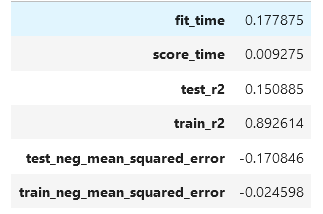 fit_time 0.177875
score_time 0.009275
test_r2 0.150885
train_r2 0.892614
test_neg_mean_squared_error -0.170846
train_neg_mean_squared_error -0.024598